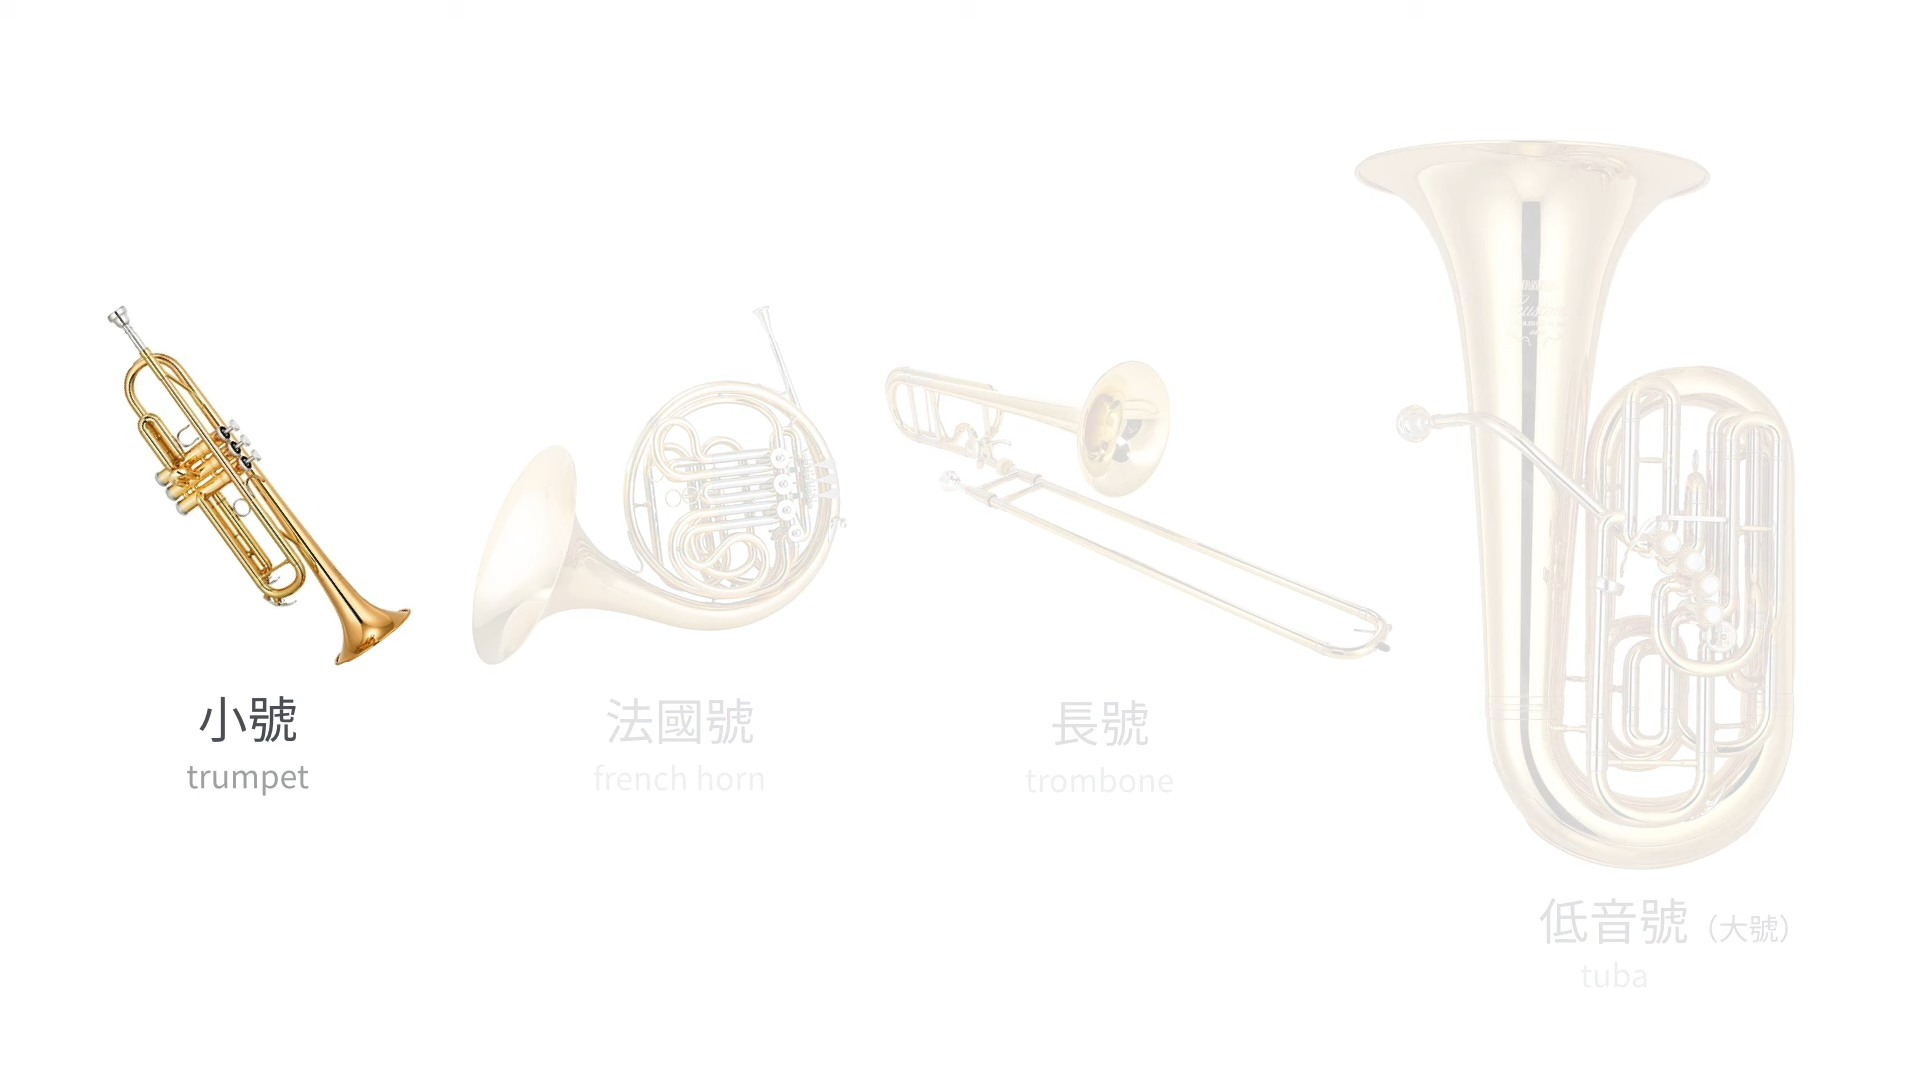 小號
trumpet
法國號
french horn
長號
trombone
低音號（大號）
tuba